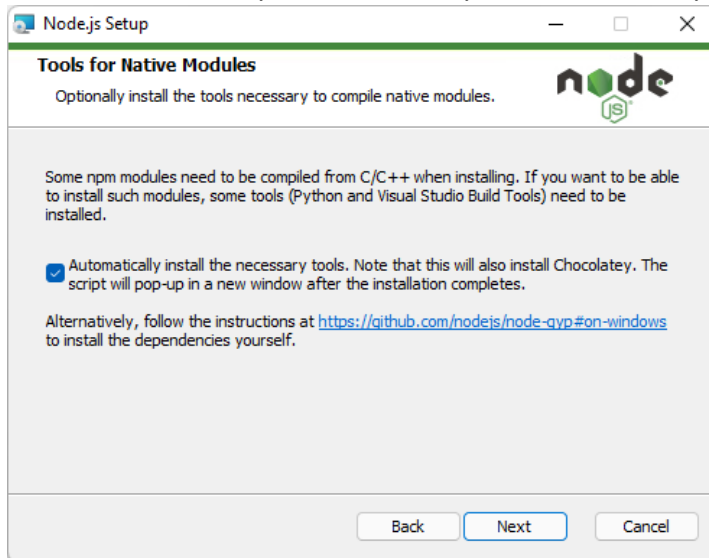 Node.js Setup
Tools for Native Modules
Optionally install the tools necessary to compile native modules.
node
JS
Some npm modules need to be compiled from C/C++ when installing. If you want to be able
to install such modules, some tools (Python and Visual Studio Build Tools) need to be
installed.
Automatically install the necessary tools. Note that this will also install Chocolatey. The
script will pop-up in a new window after the installation completes.
Alternatively, follow the instructions at https://github.com/nodejs/node-gyp#on-windows
to install the dependencies yourself.
Back Next Cancel